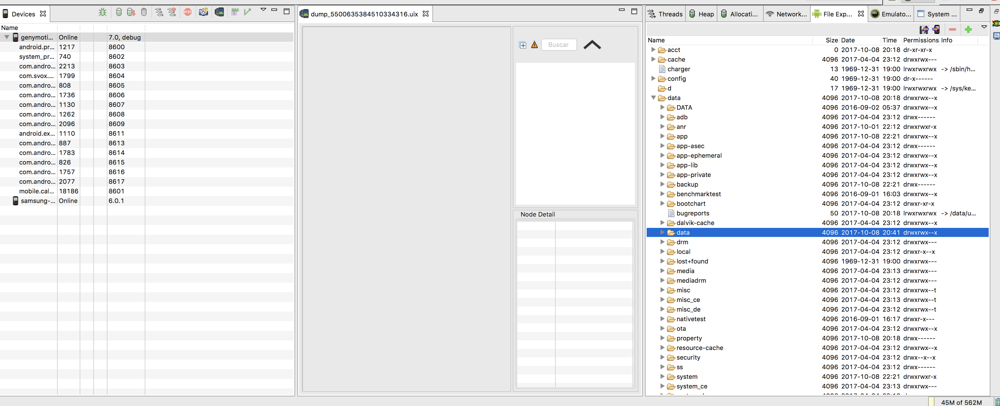 Devices
dump_5500635384510334316.uix
Threads
Heap
Allocati...
Network...
File Exp...
Emulato...
System ...
STOP
Name
genymoti... Online 7.0, debug
android.pr... 1217 8600
system_pr... 740 8602
com.andro... 2213 8603
com.svox.... 1799 8604
com.andro... 808 8605
com.andro... 1736 8606
com.andro... 1130 8607
com.andro... 1262 8608
com.andro... 2096 8609
android.ex... 1110 8611
com.andro... 887 8613
com.andro... 1783 8614
com.andro... 826 8615
com.andro... 1757 8616
com.andro... 2077 8617
mobile.cal... 18186 8601
samsung-... Online 6.0.1
Buscar
Node Detail
Name Size Date Time Permissions Info
acct 0 2017-10-08 20:18 dr-xr-xr-x
cache 4096 2017-04-04 23:12 drwxrwx---
charger 13 1969-12-31 19:00 lrwxrwxrwx -> /sbin/h...
config 40 1969-12-31 19:00 dr-x------
d 17 1969-12-31 19:00 lrwxrwxrwx -> /sys/ke...
data 4096 2017-10-08 20:18 drwxrwx--x
DATA 4096 2016-09-02 05:37 drwxrwx--x
adb 4096 2017-04-04 23:12 drwx------
anr 4096 2017-10-01 22:12 drwxrwxr-x
app 4096 2017-10-08 22:21 drwxrwx--x
app-asec 4096 2017-04-04 23:12 drwx------
app-ephemeral 4096 2017-04-04 23:12 drwxrwx--x
app-lib 4096 2017-04-04 23:12 drwxrwx--x
app-private 4096 2017-04-04 23:12 drwxrwx--x
backup 4096 2017-10-08 22:21 drwx------
benchmarktest 4096 2016-09-01 16:03 drwxrwx--x
bootchart 4096 2017-04-04 23:12 drwxr-xr-x
bugreports 50 2017-10-08 20:18 lrwxrwxrwx -> /data/u...
dalvik-cache 4096 2017-04-04 23:12 drwxrwx--x
data 4096 2017-10-08 20:41 drwxrwx--x
drm 4096 2017-04-04 23:12 drwxrwx---
local 4096 2017-04-04 23:12 drwxr-x--x
lost+found 4096 1969-12-31 19:00 drwxrwx---
media 4096 2017-04-04 23:13 drwxrwx---
mediadrm 4096 2017-04-04 23:12 drwxrwx---
misc 4096 2017-04-04 23:12 drwxrwx--t
misc_ce 4096 2017-04-04 23:13 drwxrwx--t
misc_de 4096 2017-04-04 23:12 drwxrwx--t
nativetest 4096 2016-09-01 16:17 drwxr-x---
ota 4096 2017-04-04 23:12 drwxrwx--x
property 4096 2017-10-08 20:18 drwx------
resource-cache 4096 2017-04-04 23:12 drwxrwx--x
security 4096 2017-04-04 23:12 drwx--x--x
ss 4096 2017-04-04 23:12 drwx------
system 4096 2017-10-08 22:21 drwxrwxr-x
system_ce 4096 2017-04-04 23:13 drwxrwx---
45M of 562M